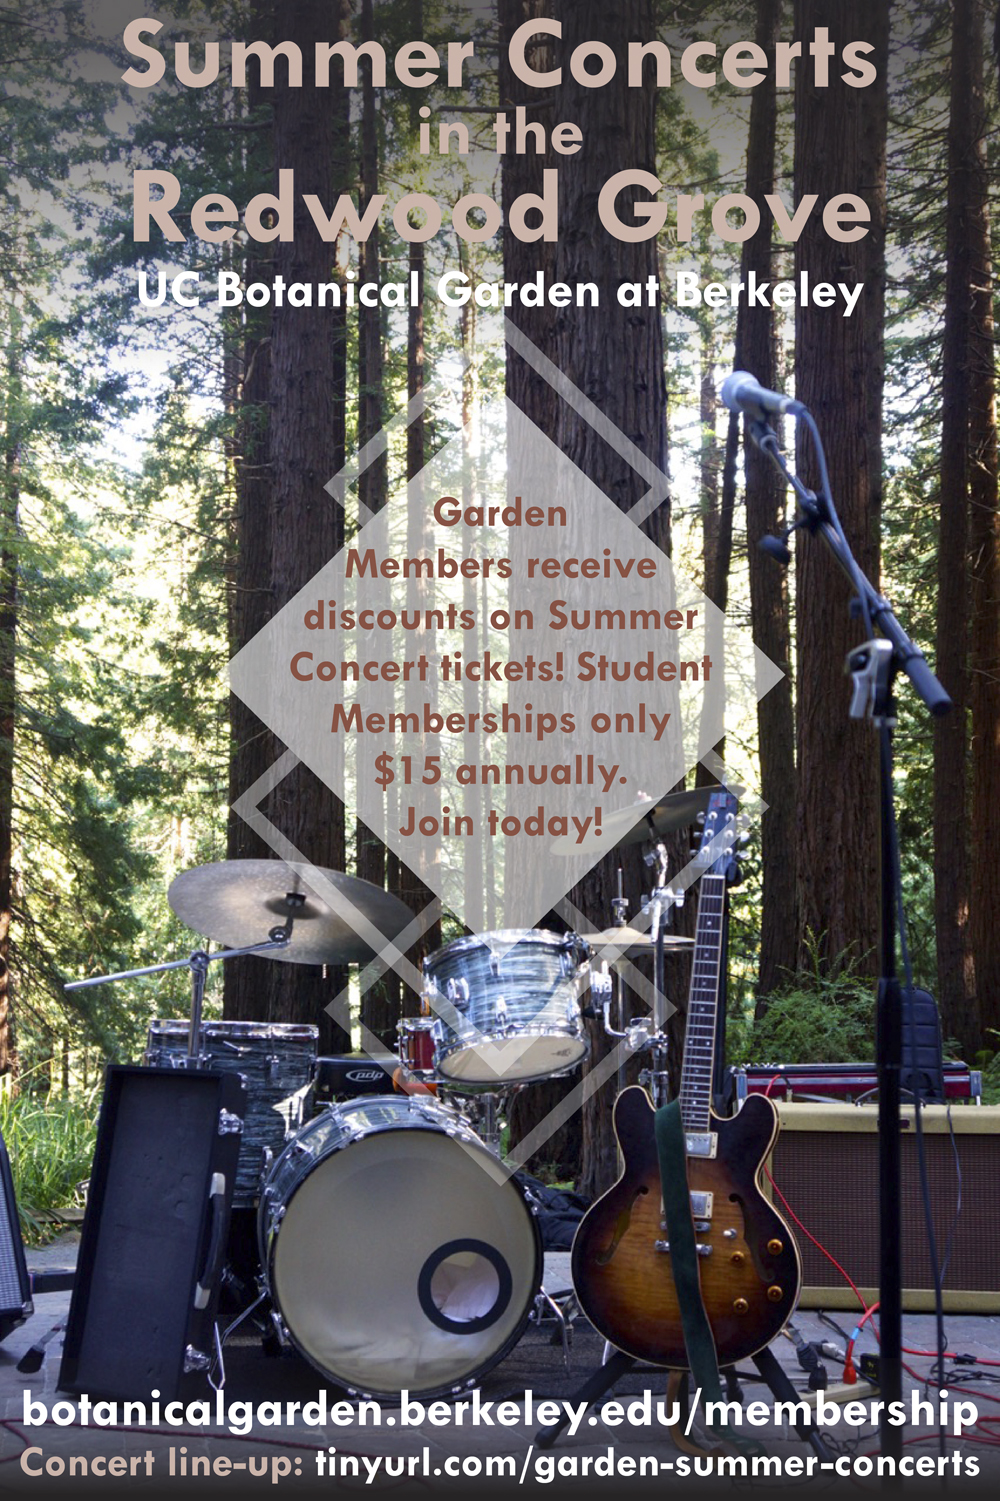 Summer Concerts
in the
Redwood Grove
UC Botanical Garden at Berkeley
Garden
Members receive
discounts on Summer
Concert tickets! Student
Memberships only
$15 annually.
Join today!
pdp
botanicalgarden.berkeley.edu/membership
Concert line-up: tinyurl.com/garden-summer-concerts